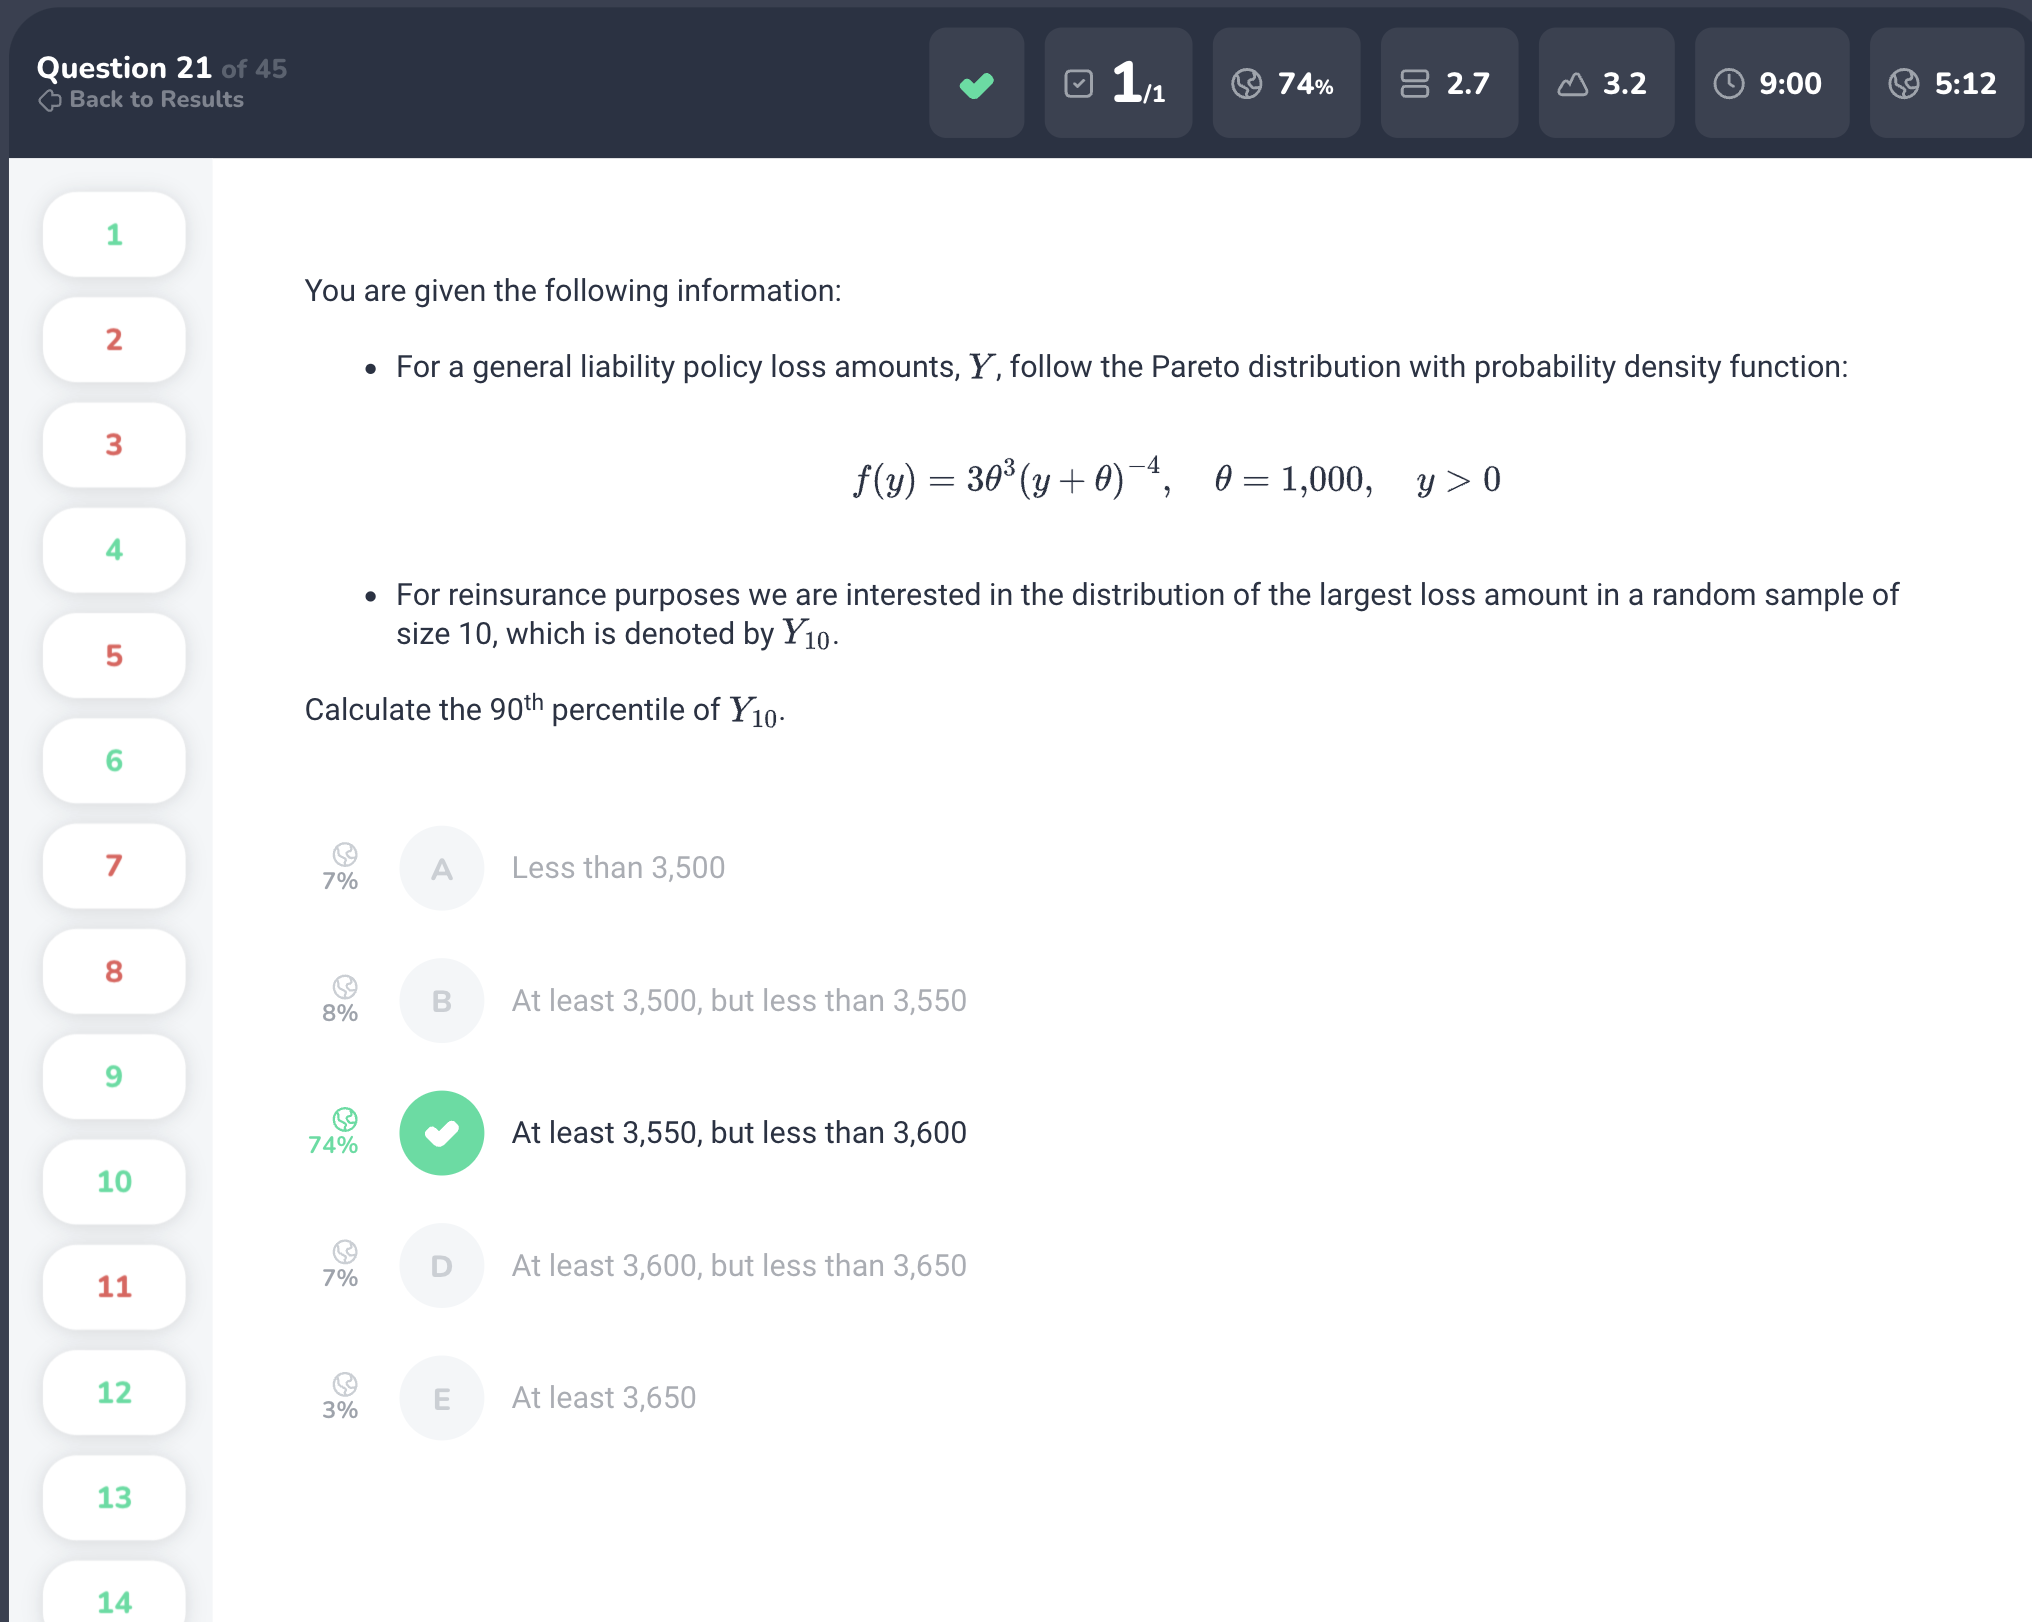 Question 21 of 45
Back to Results
1/1
74%
2.7
3.2
9:00
5:12
1
2
3
4
5
6
7
8
9
10
11
12
13
14
You are given the following information:
• For a general liability policy loss amounts, Y, follow the Pareto distribution with probability density function:
f(y) = 3θ³(y + θ)⁻⁴, θ = 1,000, y > 0
• For reinsurance purposes we are interested in the distribution of the largest loss amount in a random sample of
size 10, which is denoted by Y₁₀.
Calculate the 90th percentile of Y₁₀.
7% A Less than 3,500
8% B At least 3,500, but less than 3,550
74% At least 3,550, but less than 3,600
7% D At least 3,600, but less than 3,650
3% E At least 3,650